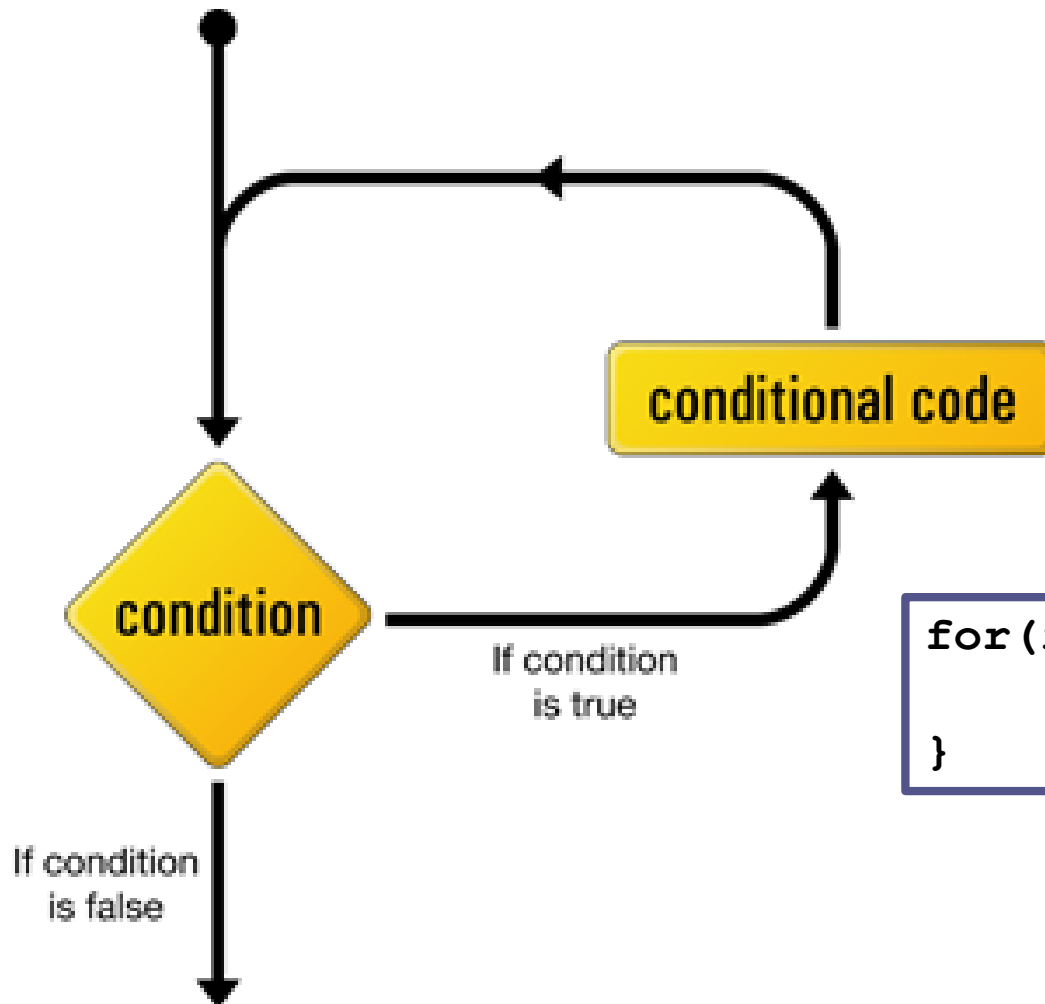 conditional code
condition
If condition
is true
for(
}
If condition
is false